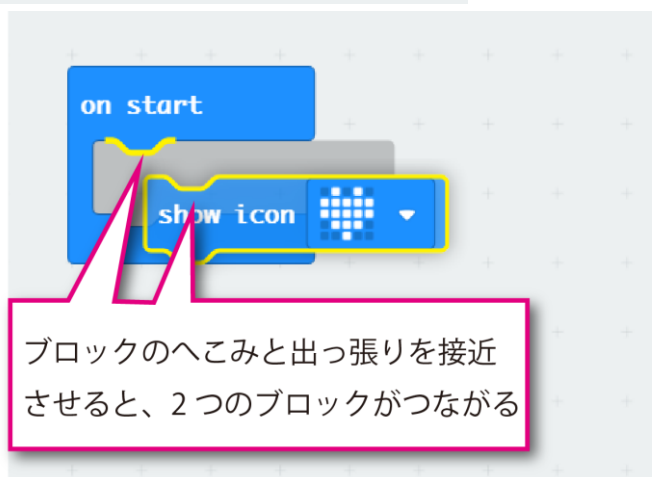 on start
show icon
ブロックのへこみと出っ張りを接近
させると、2つのブロックがつながる